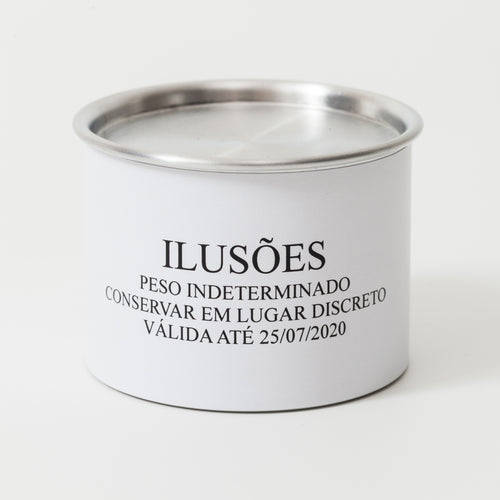 ILUSÕES
PESO INDETERMINADO
CONSERVAR EM LUGAR DISCRETO
VÁLIDA ATÉ 25/07/2020